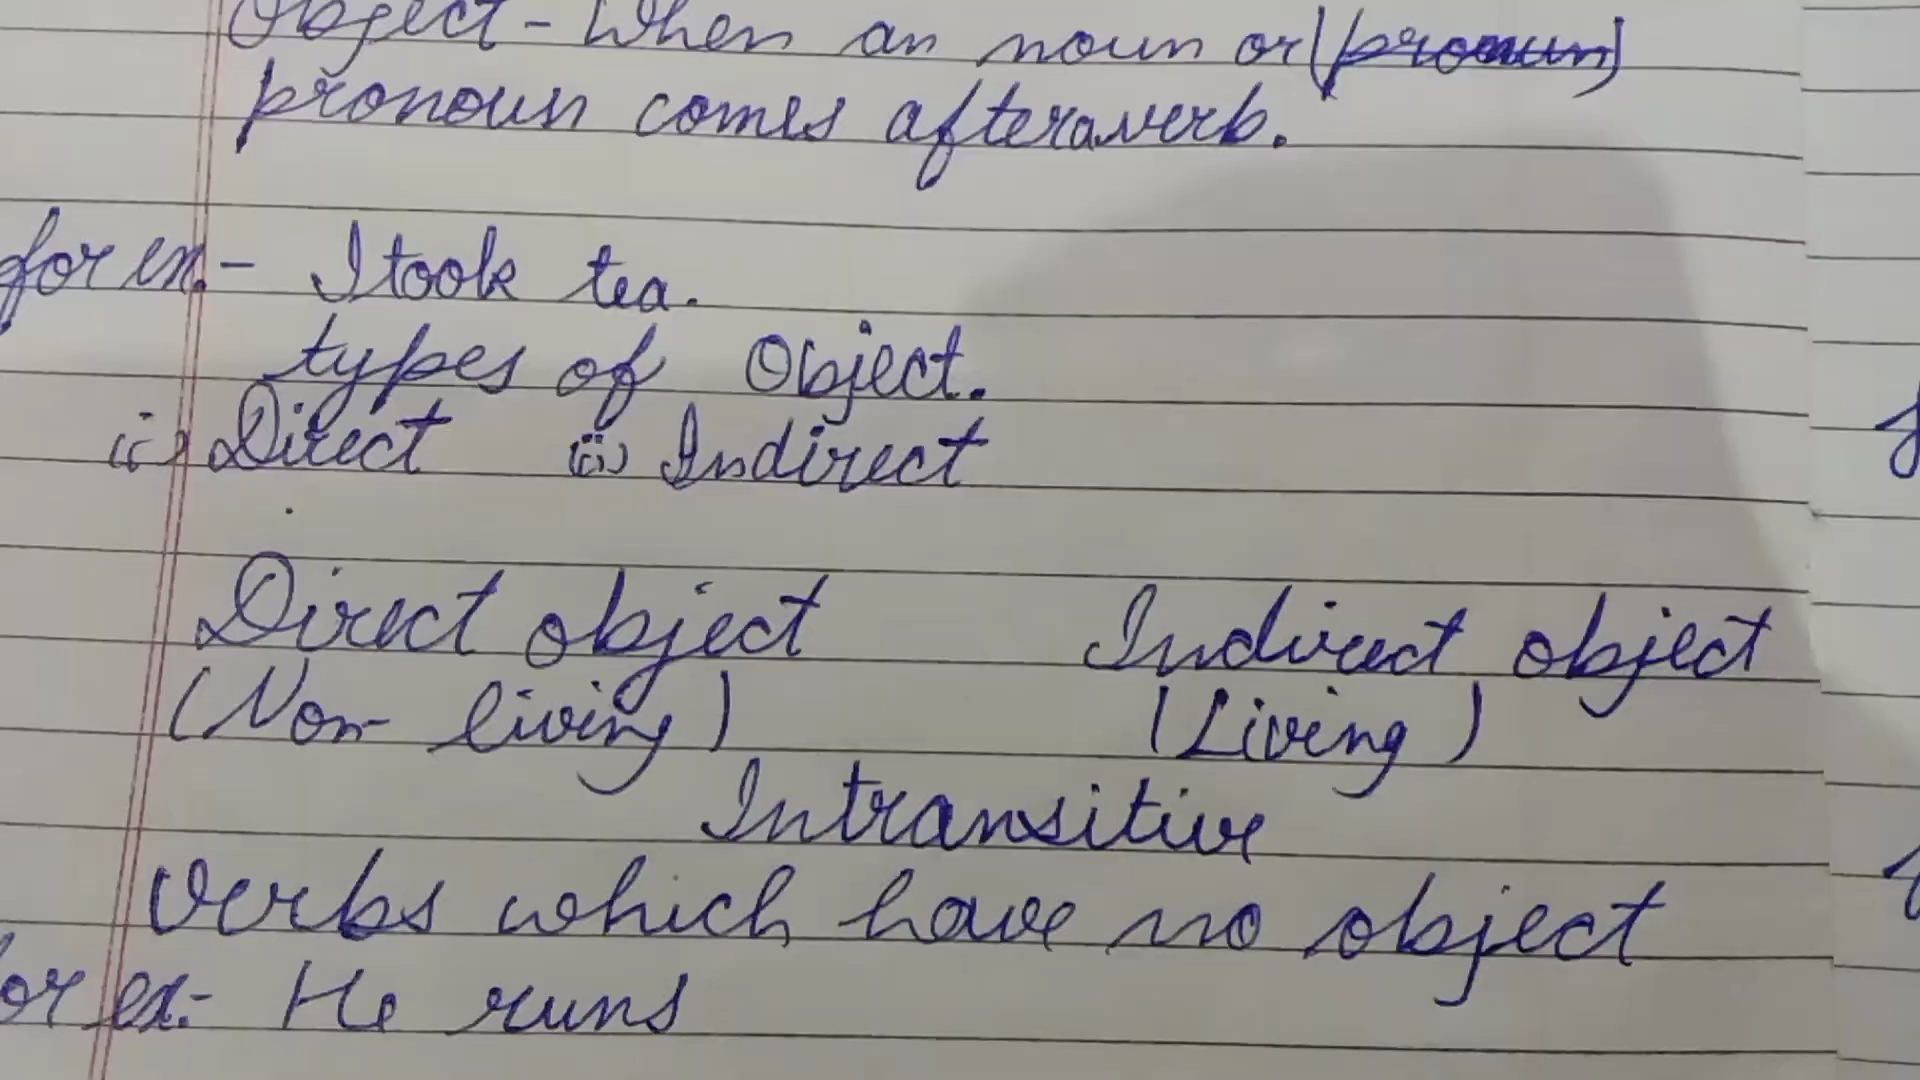 Object - When an noun or (pronoun)
pronoun comes after a verb.
for ex. - I took tea.
types of Object.
(i) Direct (ii) Indirect
Direct object Indirect object
(Non-living) (Living)
Intransitive
Verbs which have no object
for ex:- He runs